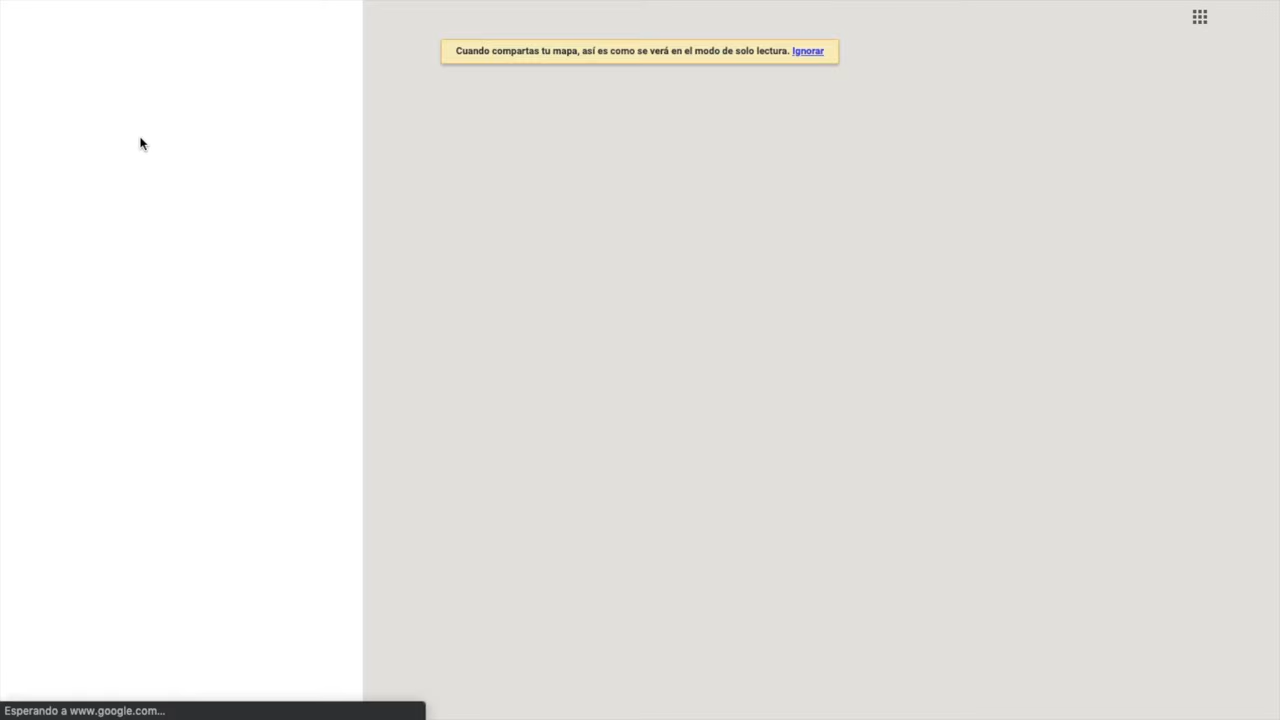 Cuando compartas tu mapa, así es como se verá en el modo de solo lectura. Ignorar
Esperando a www.google.com...